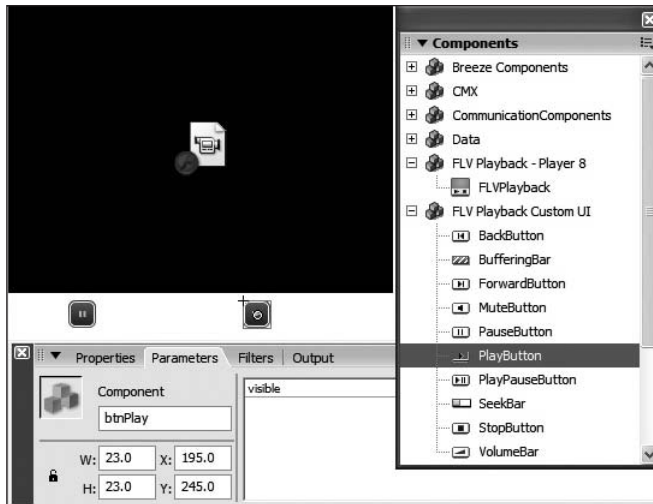 Components
Breeze Components
CMX
CommunicationComponents
Data
FLV Playback - Player 8
FLVPlayback
FLV Playback Custom UI
BackButton
BufferingBar
ForwardButton
MuteButton
PauseButton
PlayButton
PlayPauseButton
SeekBar
StopButton
VolumeBar
Properties Parameters Filters Output
Component
btnPlay
visible
W: 23.0 X: 195.0
H: 23.0 Y: 245.0